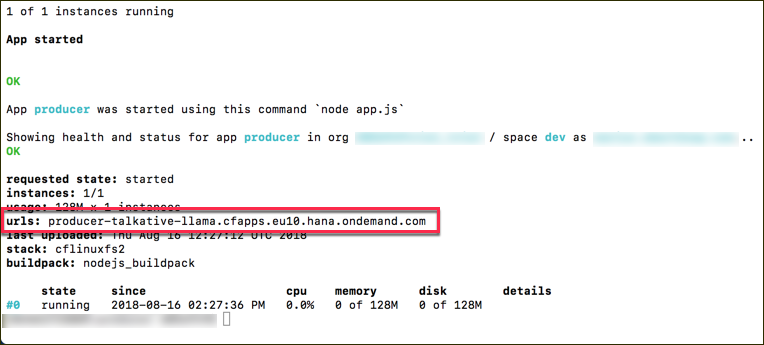 1 of 1 instances running
App started
OK
App producer was started using this command `node app.js`
Showing health and status for app producer in org / space dev as ..
OK
requested state: started
instances: 1/1
usage: 128M x 1 instances
urls: producer-talkative-llama.cfapps.eu10.hana.ondemand.com
last uploaded: Thu Aug 16 12:27:12 UTC 2018
stack: cflinuxfs2
buildpack: nodejs_buildpack
state since cpu memory disk details
#0 running 2018-08-16 02:27:36 PM 0.0% 0 of 128M 0 of 128M